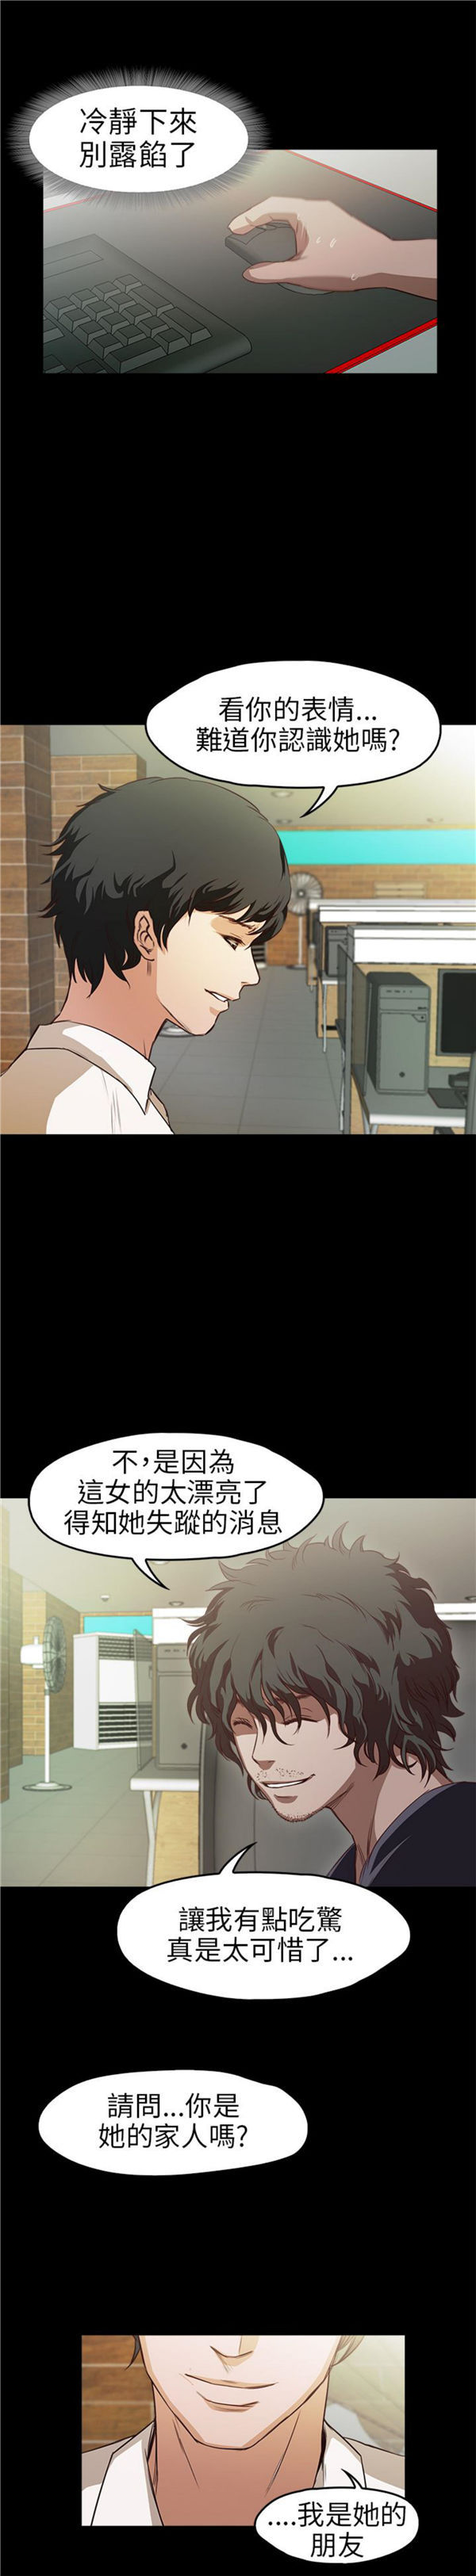 冷靜下來
別露餡了
看你的表情...
難道你認識她嗎?
不,是因為
這女的太漂亮了
得知她失蹤的消息
讓我有點吃驚
真是太可惜了...
請問...你是
她的家人嗎?
....我是她的
朋友